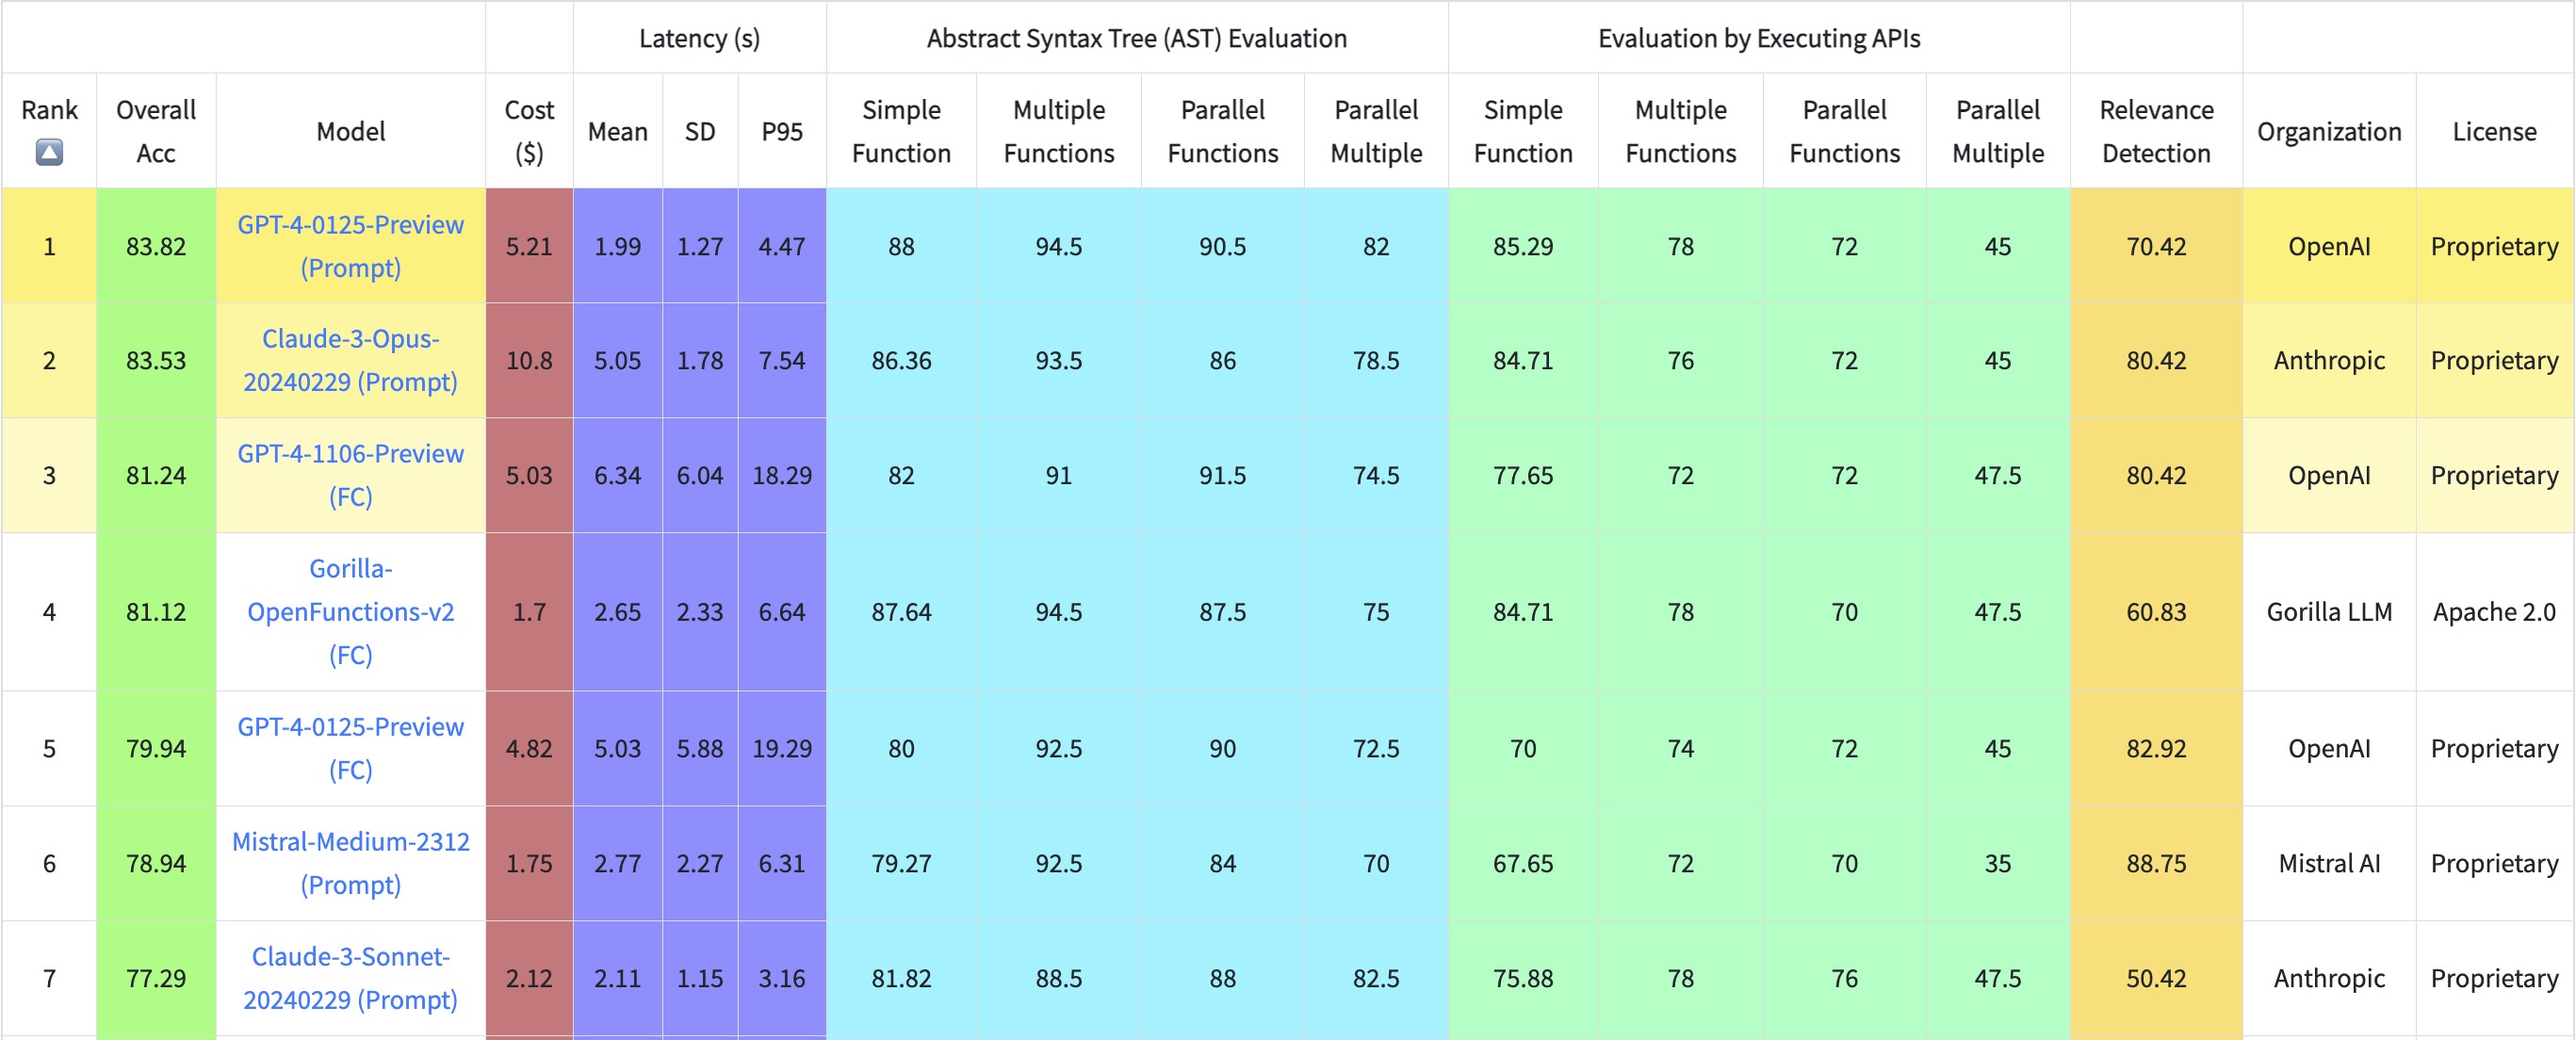 Latency (s) Abstract Syntax Tree (AST) Evaluation Evaluation by Executing APIs
Rank Overall Acc Model Cost ($) Mean SD P95 Simple Function Multiple Functions Parallel Functions Parallel Multiple Simple Function Multiple Functions Parallel Functions Parallel Multiple Relevance Detection Organization License
1 83.82 GPT-4-0125-Preview (Prompt) 5.21 1.99 1.27 4.47 88 94.5 90.5 82 85.29 78 72 45 70.42 OpenAI Proprietary
2 83.53 Claude-3-Opus-20240229 (Prompt) 10.8 5.05 1.78 7.54 86.36 93.5 86 78.5 84.71 76 72 45 80.42 Anthropic Proprietary
3 81.24 GPT-4-1106-Preview (FC) 5.03 6.34 6.04 18.29 82 91 91.5 74.5 77.65 72 72 47.5 80.42 OpenAI Proprietary
4 81.12 Gorilla-OpenFunctions-v2 (FC) 1.7 2.65 2.33 6.64 87.64 94.5 87.5 75 84.71 78 70 47.5 60.83 Gorilla LLM Apache 2.0
5 79.94 GPT-4-0125-Preview (FC) 4.82 5.03 5.88 19.29 80 92.5 90 72.5 70 74 72 45 82.92 OpenAI Proprietary
6 78.94 Mistral-Medium-2312 (Prompt) 1.75 2.77 2.27 6.31 79.27 92.5 84 70 67.65 72 70 35 88.75 Mistral AI Proprietary
7 77.29 Claude-3-Sonnet-20240229 (Prompt) 2.12 2.11 1.15 3.16 81.82 88.5 88 82.5 75.88 78 76 47.5 50.42 Anthropic Proprietary